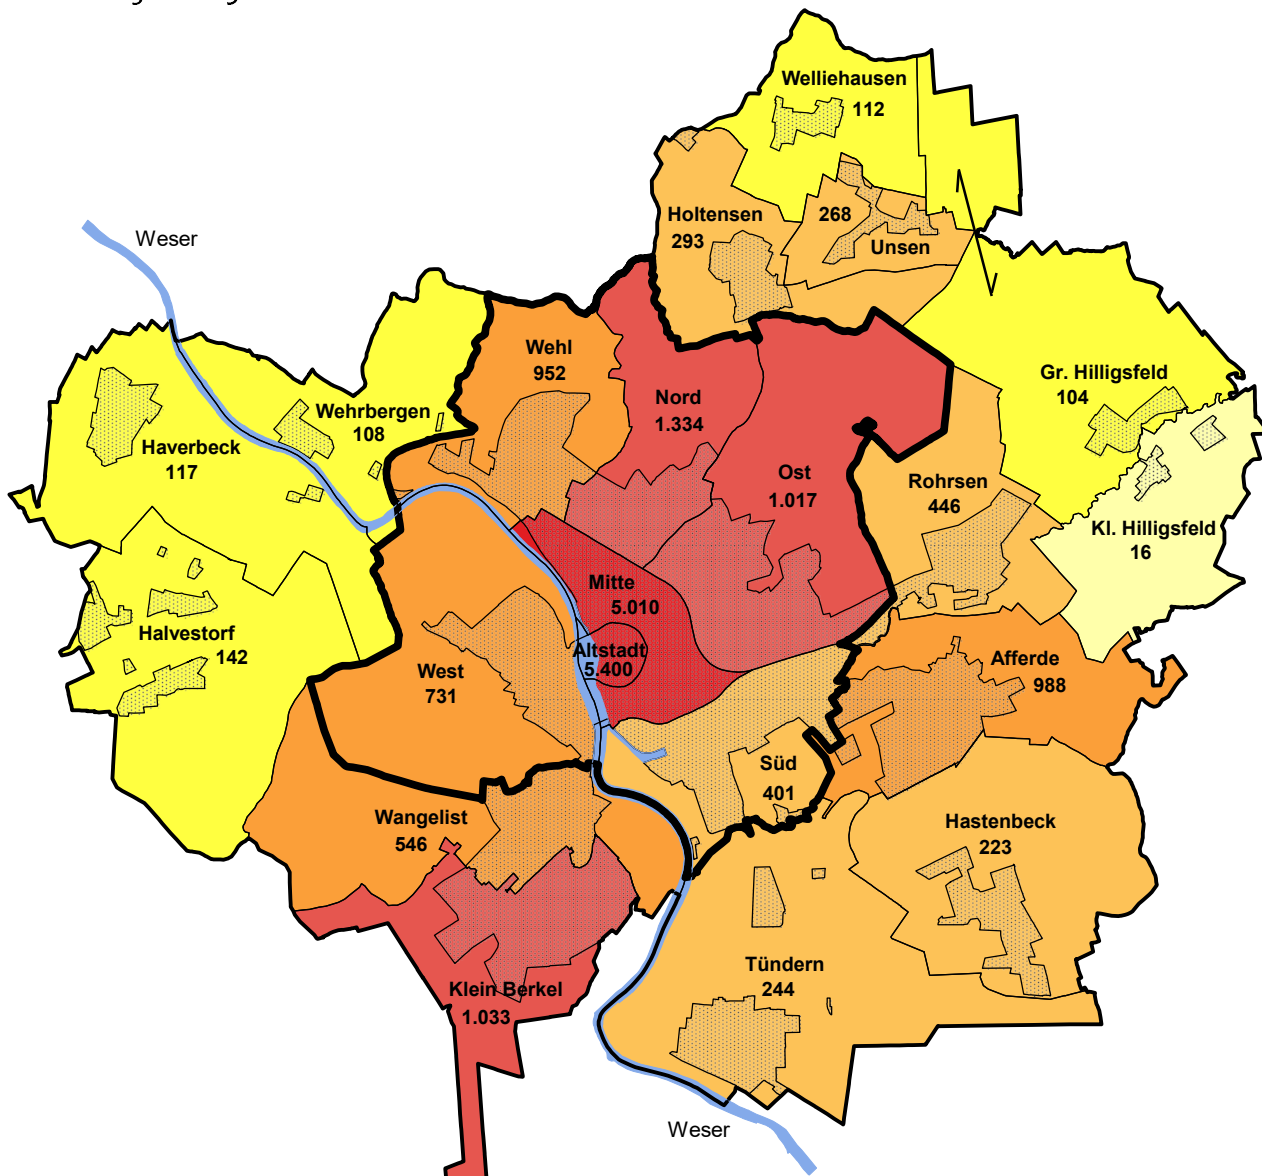 Welliehausen
112
Holtensen
293
268
Unsen
Weser
Wehl
952
Nord
1.334
Gr. Hilligsfeld
104
Wehrbergen
108
Haverbeck
117
Ost
1.017
Rohrsen
446
Kl. Hilligsfeld
16
Mitte
5.010
Halvestorf
142
Altstadt
5.400
West
731
Afferde
988
Süd
401
Wangelist
546
Hastenbeck
223
Tündern
244
Klein Berkel
1.033
Weser